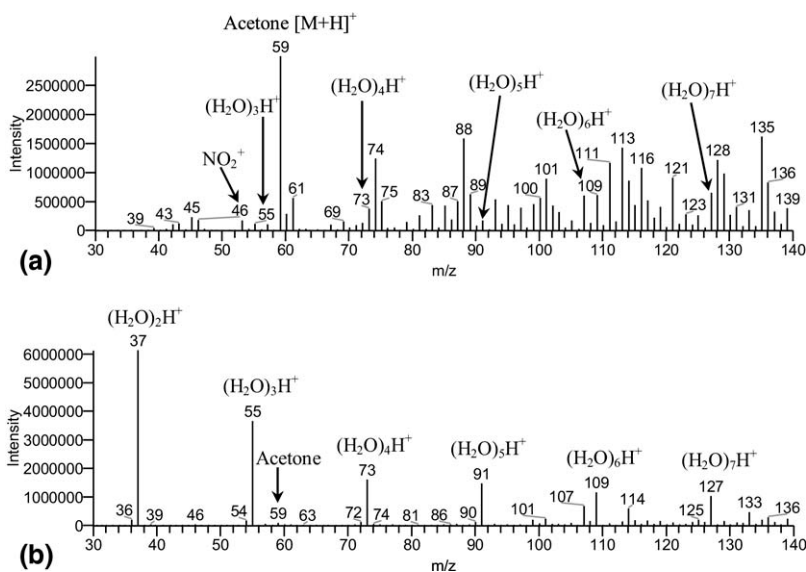 Acetone [M+H]+
59
2500000
2000000
1500000
1000000
500000
0
Intensity
(H2O)3H+
(H2O)4H+
(H2O)5H+
(H2O)6H+
(H2O)7H+
NO2+
39
43
45
46
55
61
69
73
74
75
83
87
88
89
100
101
109
111
113
116
121
123
128
131
135
136
139
30 40 50 60 70 80 90 100 110 120 130 140
m/z
(a)
(H2O)2H+
37
6000000
5000000
4000000
3000000
2000000
1000000
0
Intensity
(H2O)3H+
55
Acetone
(H2O)4H+
73
(H2O)5H+
91
(H2O)6H+
109
(H2O)7H+
127
36
39
46
54
59
63
72
74
81
86
90
101
107
114
125
133
136
30 40 50 60 70 80 90 100 110 120 130 140
m/z
(b)